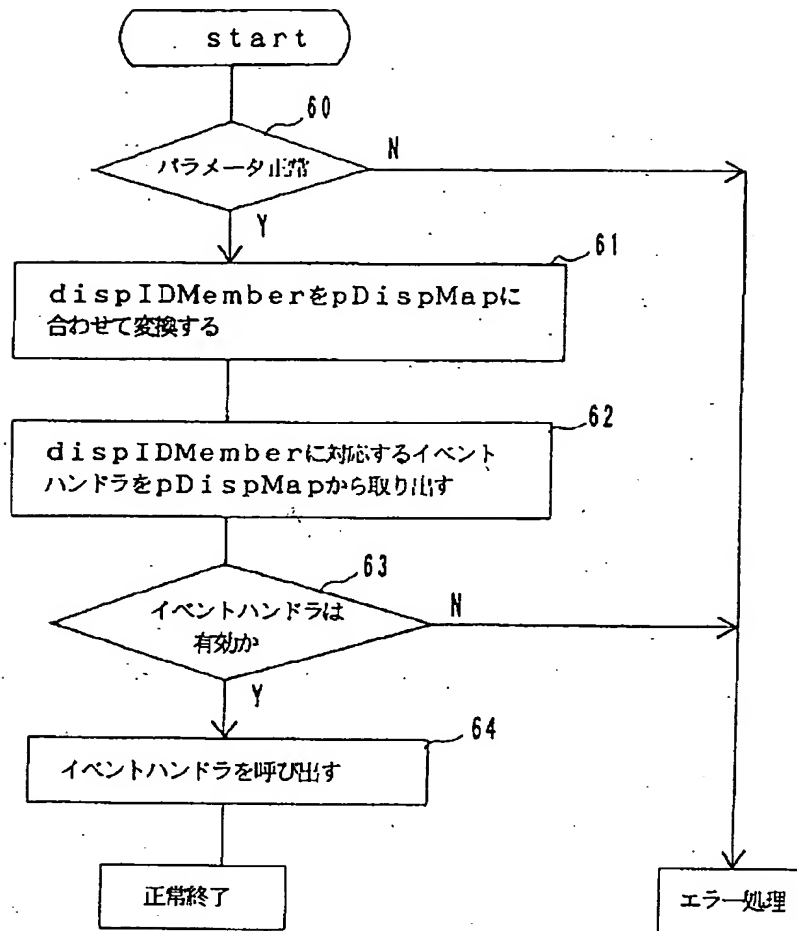 start
60
パラメータ正常
N
Y
61
dispIDMemberをpDispMapに
合わせて変換する
62
dispIDMemberに対応するイベント
ハンドラをpDispMapから取り出す
63
イベントハンドラは
有効か
N
Y
64
イベントハンドラを呼び出す
正常終了
エラー処理